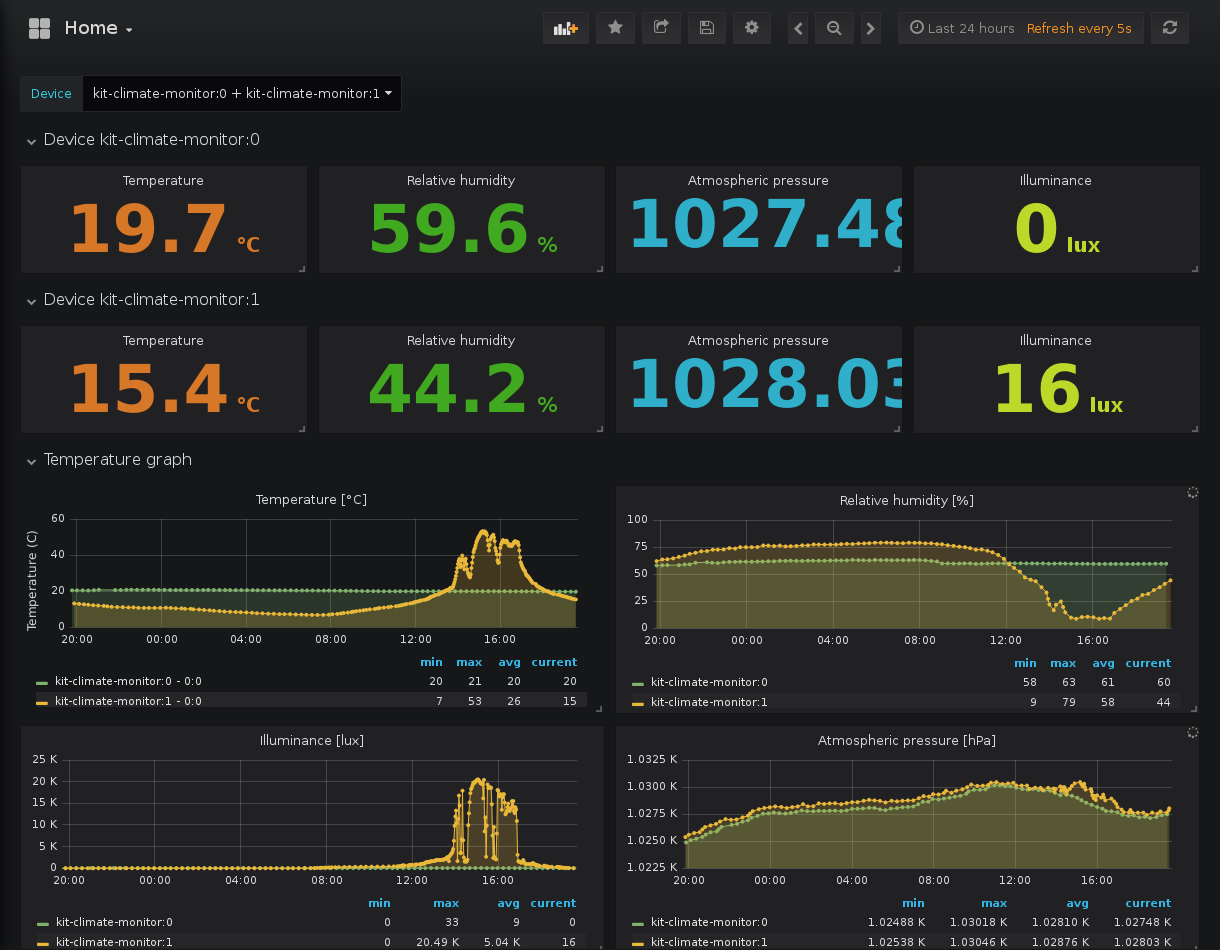 Home
Last 24 hours Refresh every 5s
Device kit-climate-monitor:0 + kit-climate-monitor:1
Device kit-climate-monitor:0
Temperature Relative humidity Atmospheric pressure Illuminance
19.7 °C 59.6 % 1027.48 0 lux
Device kit-climate-monitor:1
Temperature Relative humidity Atmospheric pressure Illuminance
15.4 °C 44.2 % 1028.03 16 lux
Temperature graph
Temperature [°C]
Temperature (C)
60
40
20
0
20:00 00:00 04:00 08:00 12:00 16:00
min max avg current
kit-climate-monitor:0 - 0:0 20 21 20 20
kit-climate-monitor:1 - 0:0 7 53 26 15
Relative humidity [%]
100
75
50
25
0
20:00 00:00 04:00 08:00 12:00 16:00
min max avg current
kit-climate-monitor:0 58 63 61 60
kit-climate-monitor:1 9 79 58 44
Illuminance [lux]
25 K
20 K
15 K
10 K
5 K
0
20:00 00:00 04:00 08:00 12:00 16:00
min max avg current
kit-climate-monitor:0 0 33 9 0
kit-climate-monitor:1 0 20.49 K 5.04 K 16
Atmospheric pressure [hPa]
1.0325 K
1.0300 K
1.0275 K
1.0250 K
1.0225 K
20:00 00:00 04:00 08:00 12:00 16:00
min max avg current
kit-climate-monitor:0 1.02488 K 1.03018 K 1.02810 K 1.02748 K
kit-climate-monitor:1 1.02538 K 1.03046 K 1.02876 K 1.02803 K